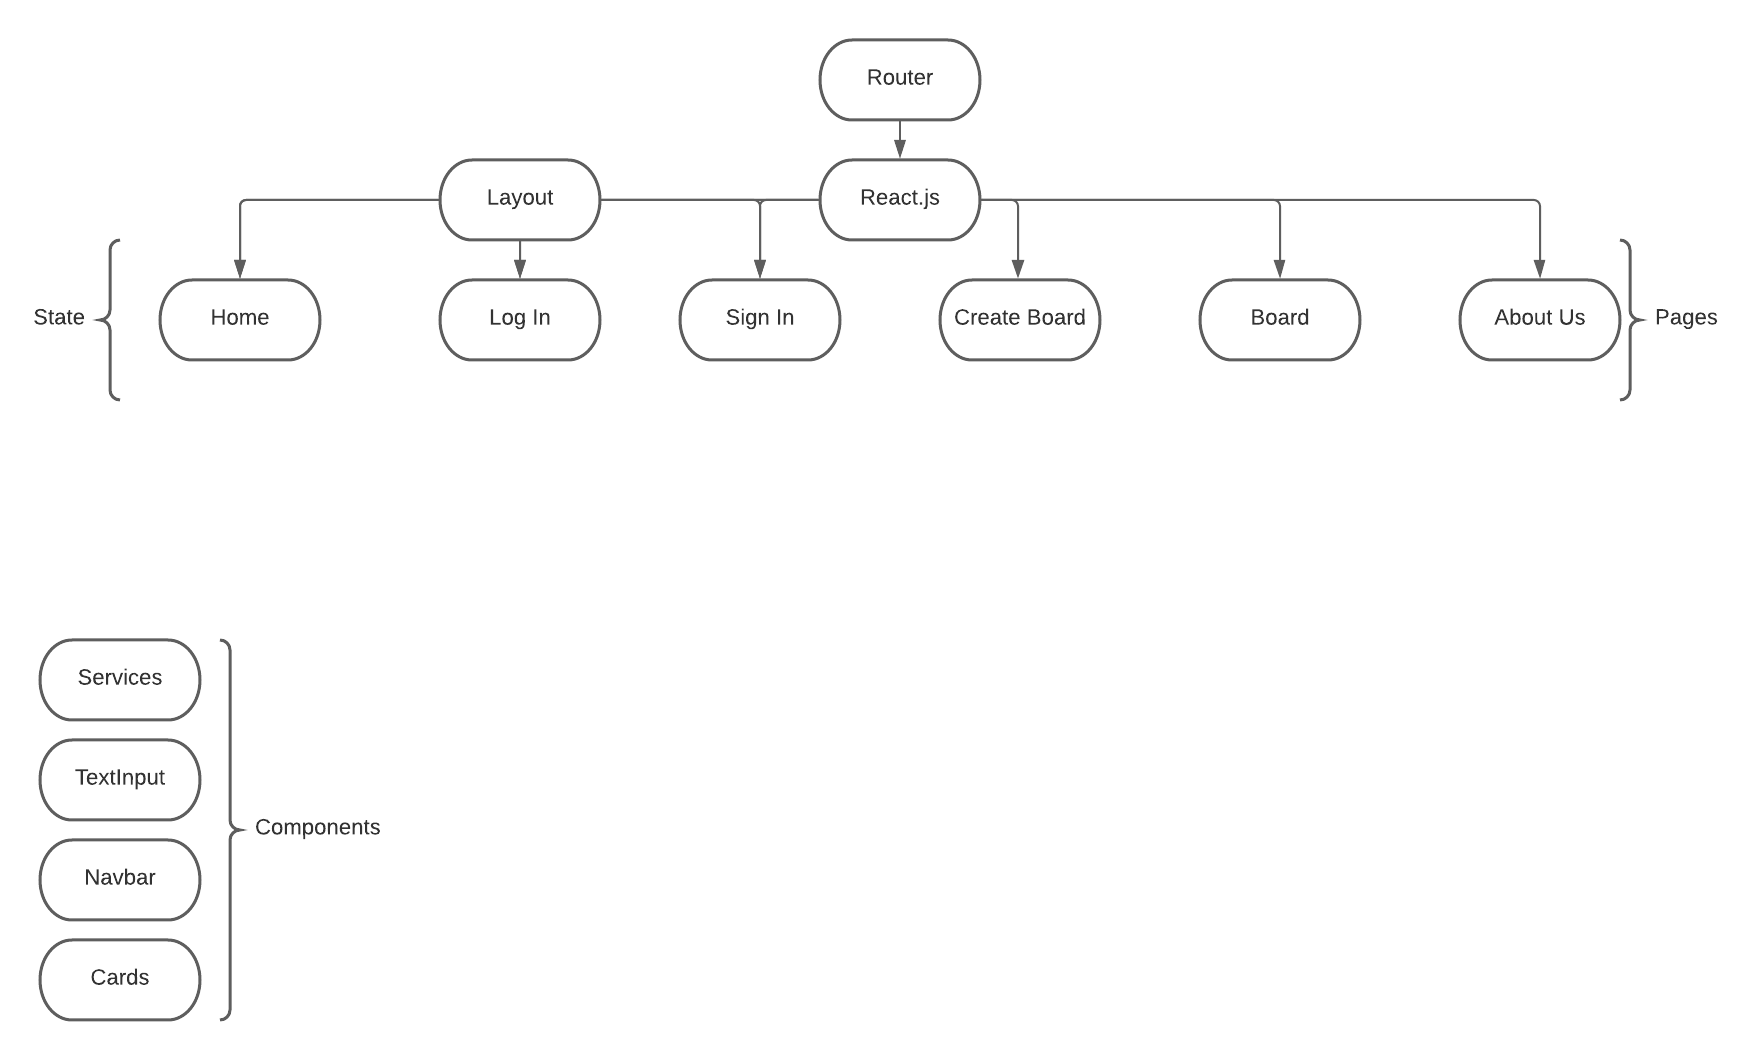 Router
Layout
React.js
State
Home
Log In
Sign In
Create Board
Board
About Us
Pages
Services
TextInput
Components
Navbar
Cards